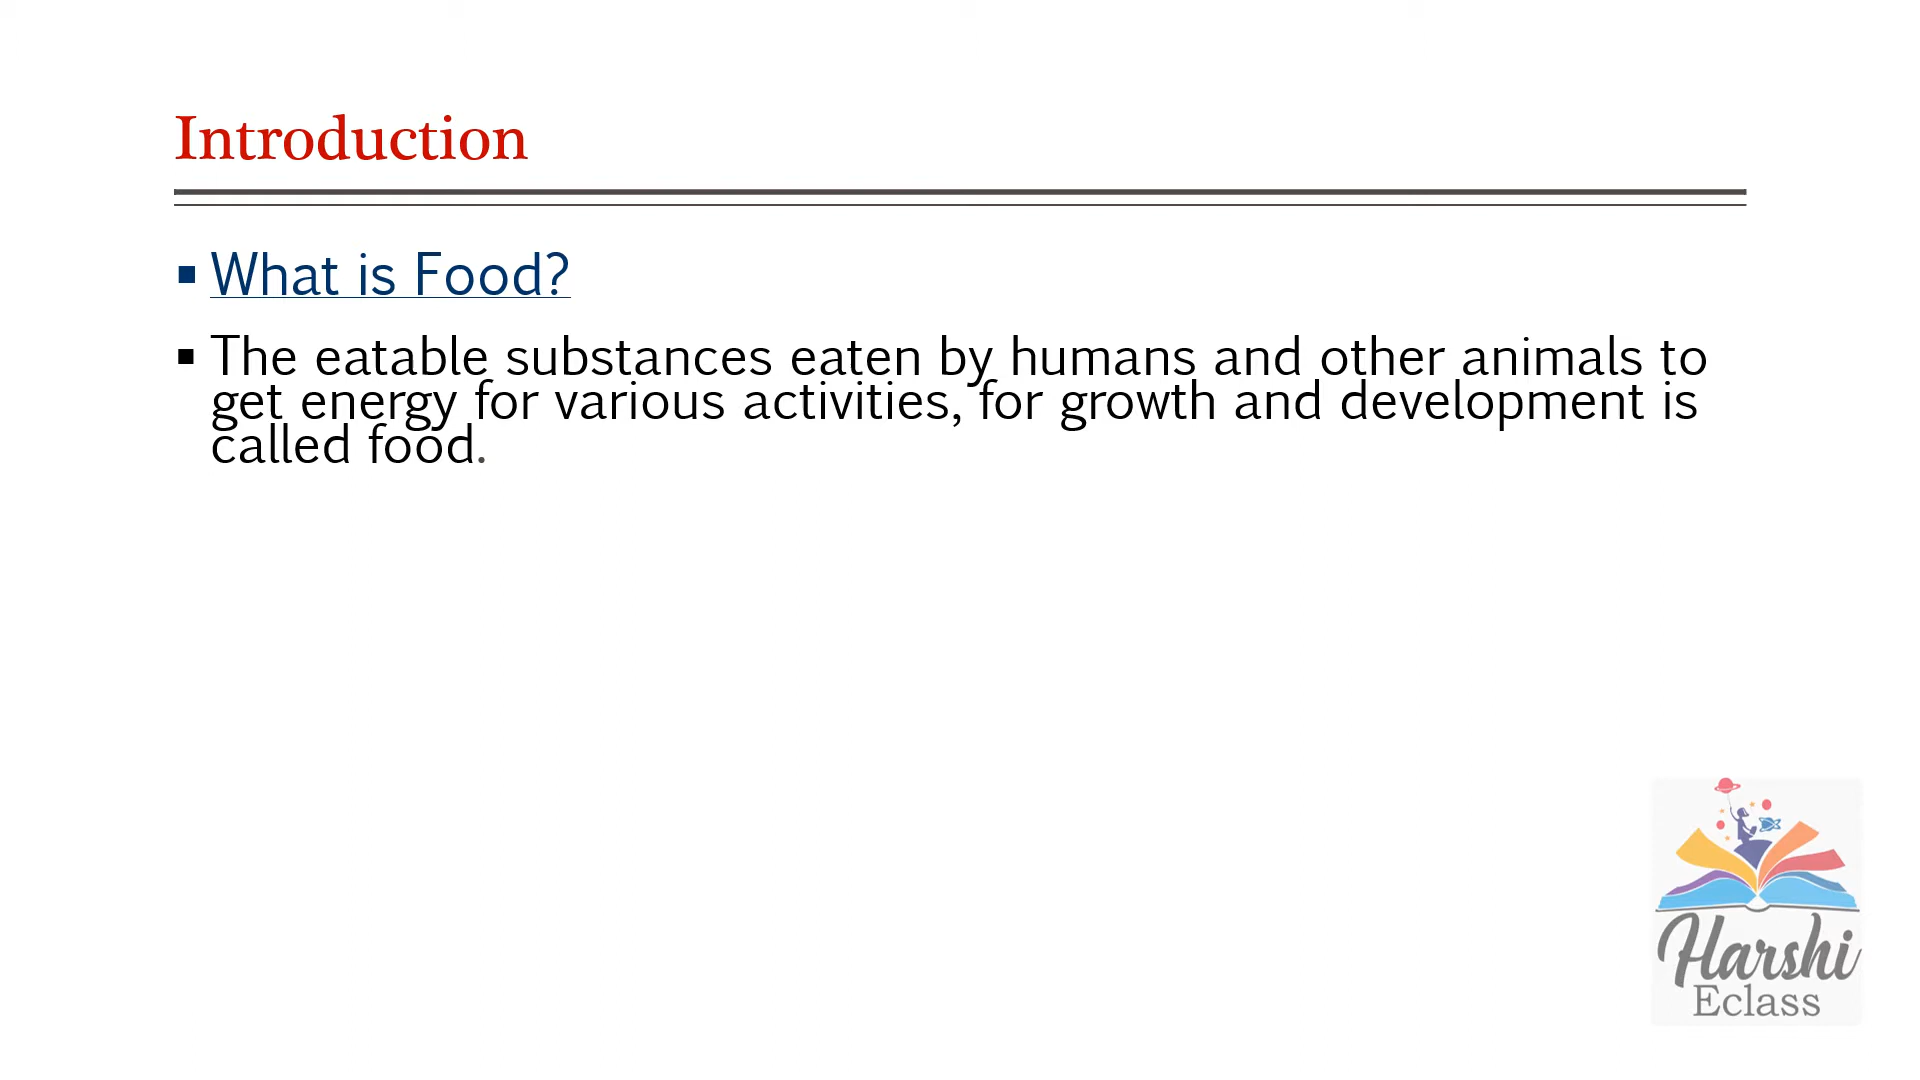 Introduction
▪ What is Food?
▪ The eatable substances eaten by humans and other animals to
get energy for various activities, for growth and development is
called food.
Harshi
Eclass